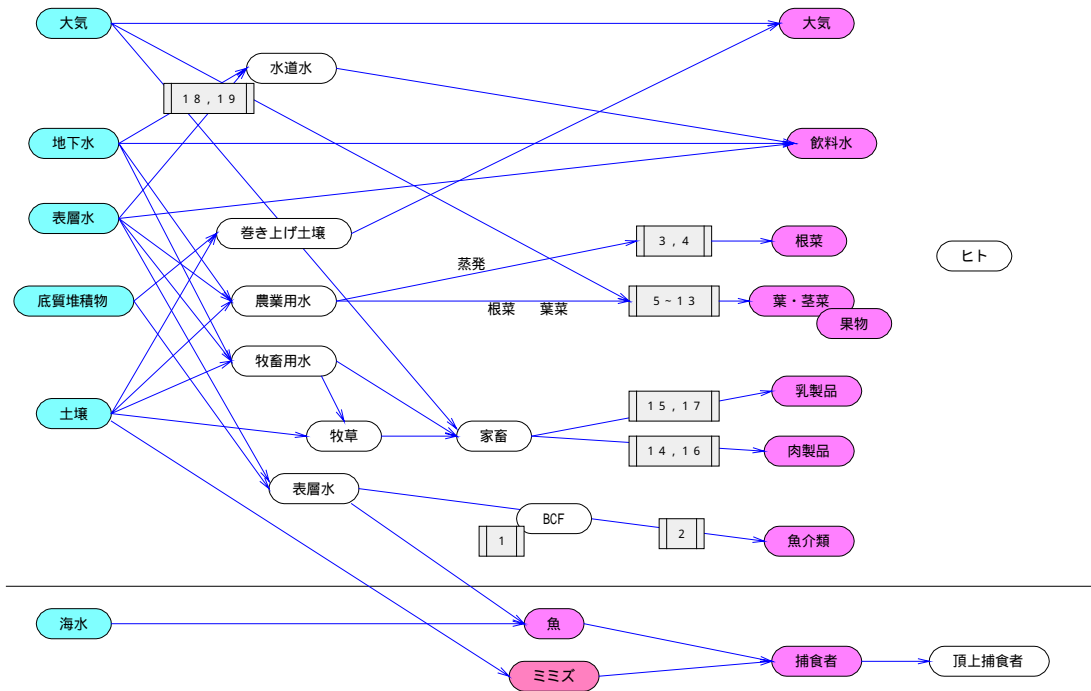 大気
大気
水道水
18,19
地下水
飲料水
表層水
巻き上げ土壌
3,4
根菜
ヒト
蒸発
底質堆積物
農業用水
根菜 葉菜
5~13
葉・茎菜
果物
牧畜用水
15,17
乳製品
土壌
牧草
家畜
14,16
肉製品
表層水
BCF
1
2
魚介類
海水
魚
ミミズ
捕食者
頂上捕食者